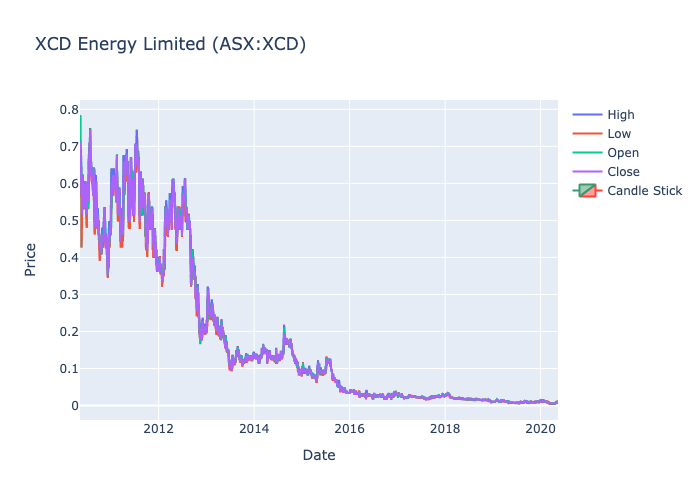 XCD Energy Limited (ASX:XCD)
0.8
0.7
0.6
0.5
0.4
0.3
0.2
0.1
0
Price
2012
2014
2016
2018
2020
Date
High
Low
Open
Close
Candle Stick